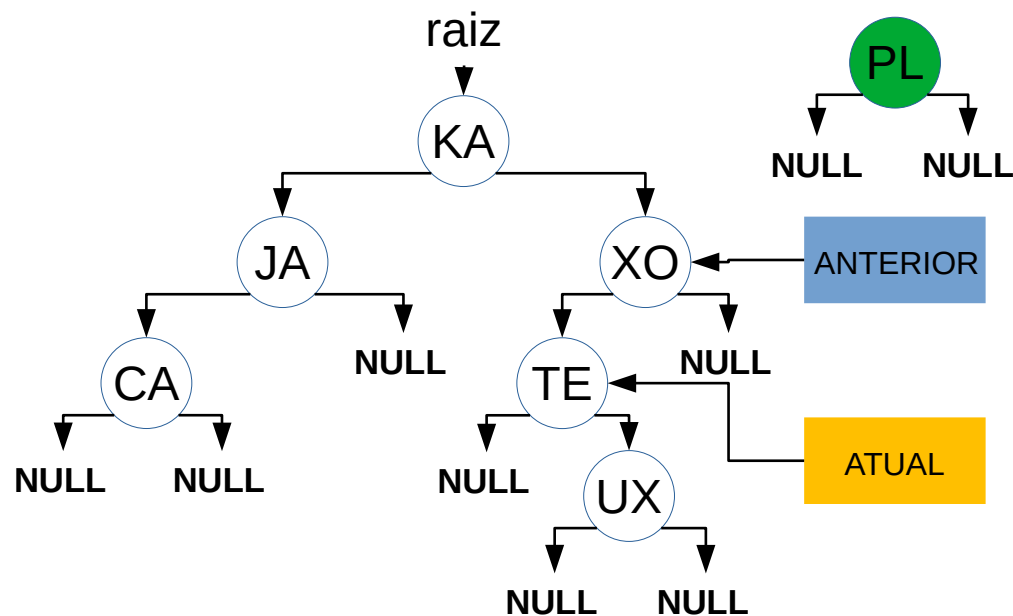 raiz
PL
KA
NULL NULL
JA
XO
ANTERIOR
NULL
NULL
CA
TE
NULL NULL
NULL
ATUAL
UX
NULL NULL